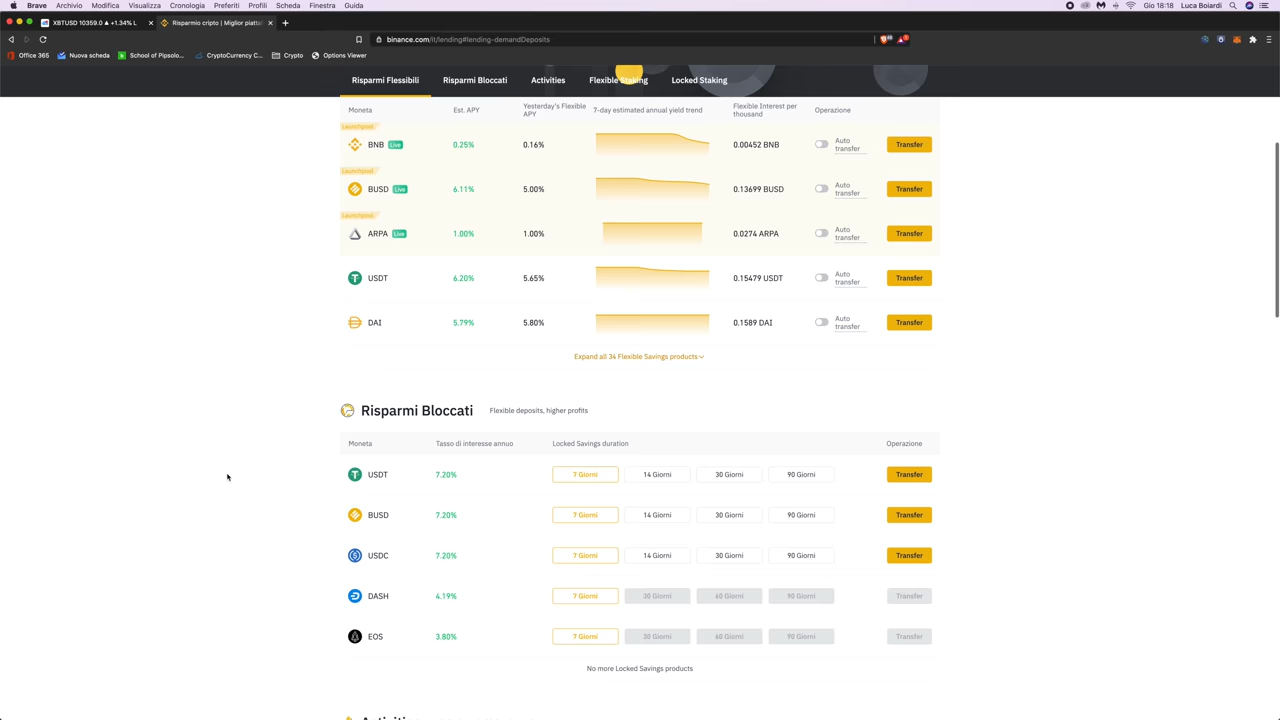 Brave Archivio Modifica Visualizza Cronologia Preferiti Profili Scheda Finestra Guida Gio 18:18 Luca Boiardi
XBTUSD 10359.0 ▲ +1.34% L Risparmio cripto | Miglior piattaf
binance.com/it/lending#lending-demandDeposits
Office 365 Nuova scheda School of Pipsolo... CryptoCurrency C... Crypto Options Viewer
Risparmi Flessibili Risparmi Bloccati Activities Flexible Staking Locked Staking
Moneta Est. APY Yesterday's Flexible APY 7-day estimated annual yield trend Flexible Interest per thousand Operazione
Launchpool
BNB Live 0.25% 0.16% 0.00452 BNB Auto transfer Transfer
Launchpool
BUSD Live 6.11% 5.00% 0.13699 BUSD Auto transfer Transfer
Launchpool
ARPA Live 1.00% 1.00% 0.0274 ARPA Auto transfer Transfer
USDT 6.20% 5.65% 0.15479 USDT Auto transfer Transfer
DAI 5.79% 5.80% 0.1589 DAI Auto transfer Transfer
Expand all 34 Flexible Savings products
Risparmi Bloccati Flexible deposits, higher profits
Moneta Tasso di interesse annuo Locked Savings duration Operazione
USDT 7.20% 7 Giorni 14 Giorni 30 Giorni 90 Giorni Transfer
BUSD 7.20% 7 Giorni 14 Giorni 30 Giorni 90 Giorni Transfer
USDC 7.20% 7 Giorni 14 Giorni 30 Giorni 90 Giorni Transfer
DASH 4.19% 7 Giorni 30 Giorni 60 Giorni 90 Giorni Transfer
EOS 3.80% 7 Giorni 30 Giorni 60 Giorni 90 Giorni Transfer
No more Locked Savings products